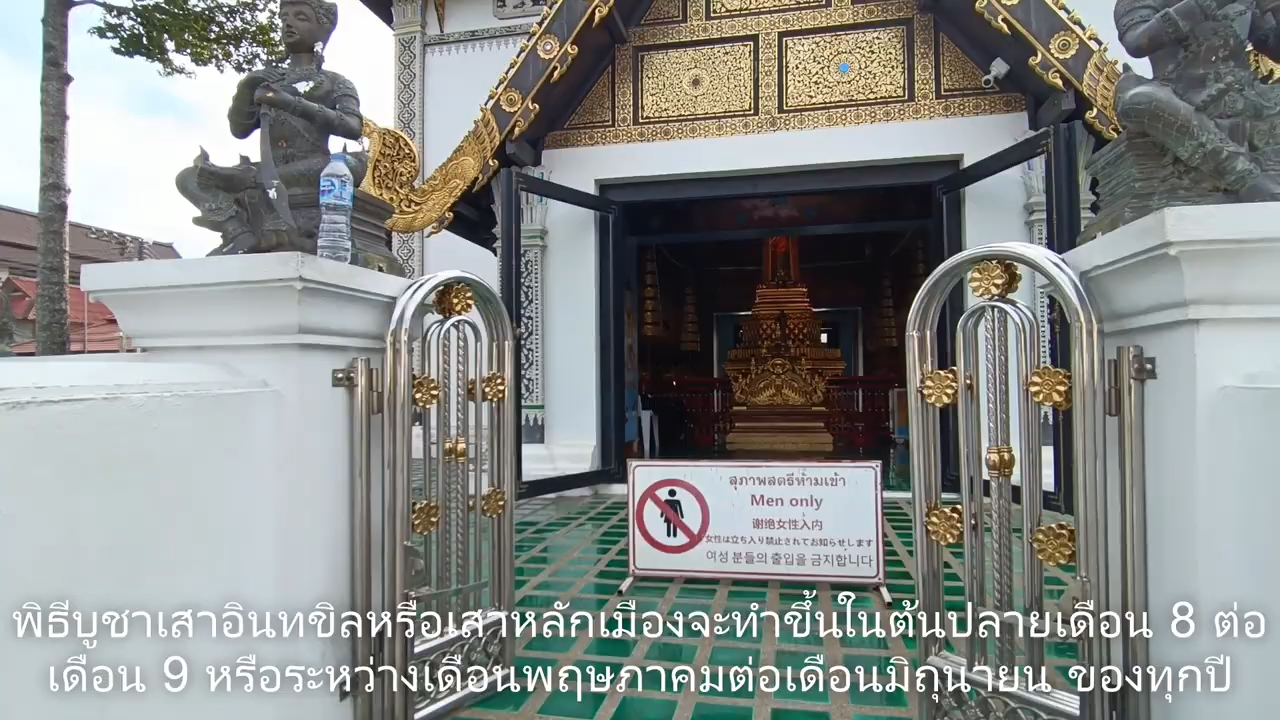 สุภาพสตรีห้ามเข้า
Men only
谢绝女性入内
女性は立ち入り禁止されてお知らせします
여성 분들의 출입을 금지합니다
พิธีบูชาเสาอินทขิลหรือเสาหลักเมืองจะทำขึ้นในต้นปลายเดือน 8 ต่อ
เดือน 9 หรือระหว่างเดือนพฤษภาคมต่อเดือนมิถุนายน ของทุกปี